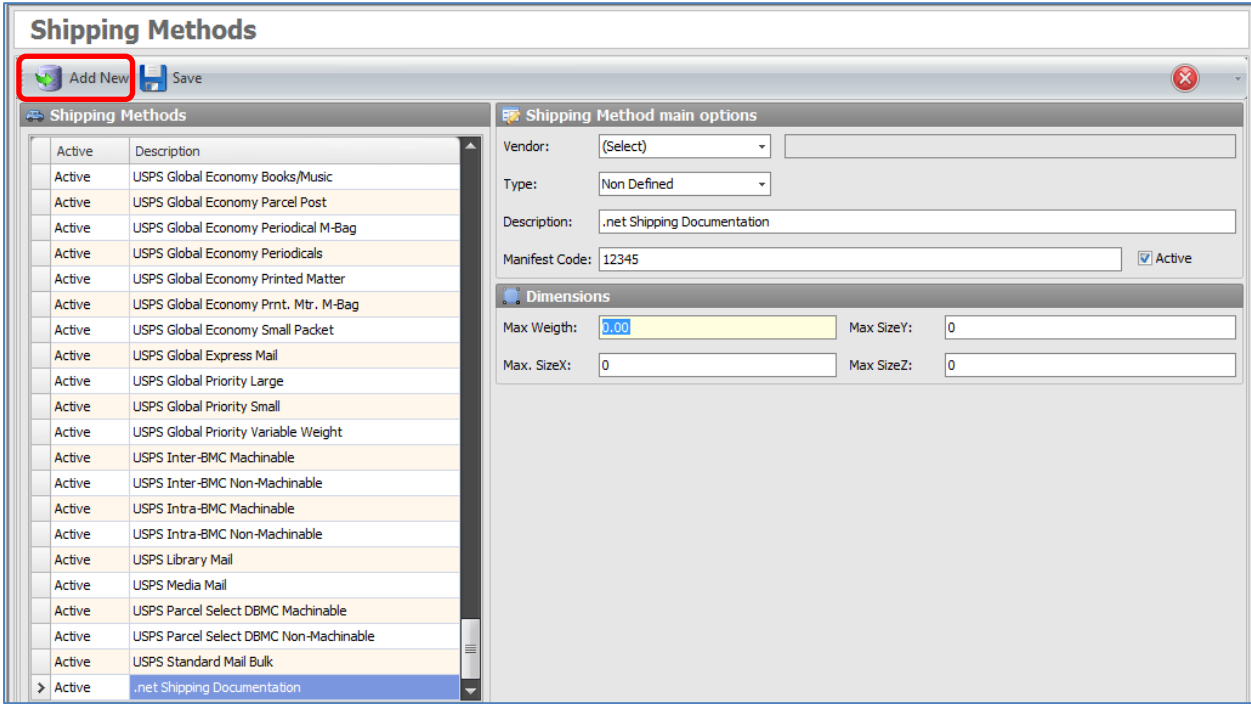 Shipping Methods
Add New Save
Shipping Methods
Active Description
Active USPS Global Economy Books/Music
Active USPS Global Economy Parcel Post
Active USPS Global Economy Periodical M-Bag
Active USPS Global Economy Periodicals
Active USPS Global Economy Printed Matter
Active USPS Global Economy Prnt. Mtr. M-Bag
Active USPS Global Economy Small Packet
Active USPS Global Express Mail
Active USPS Global Priority Large
Active USPS Global Priority Small
Active USPS Global Priority Variable Weight
Active USPS Inter-BMC Machinable
Active USPS Inter-BMC Non-Machinable
Active USPS Intra-BMC Machinable
Active USPS Intra-BMC Non-Machinable
Active USPS Library Mail
Active USPS Media Mail
Active USPS Parcel Select DBMC Machinable
Active USPS Parcel Select DBMC Non-Machinable
Active USPS Standard Mail Bulk
Active .net Shipping Documentation
Shipping Method main options
Vendor: (Select)
Type: Non Defined
Description: .net Shipping Documentation
Manifest Code: 12345 Active
Dimensions
Max Weigth: 0.00 Max SizeY: 0
Max. SizeX: 0 Max SizeZ: 0